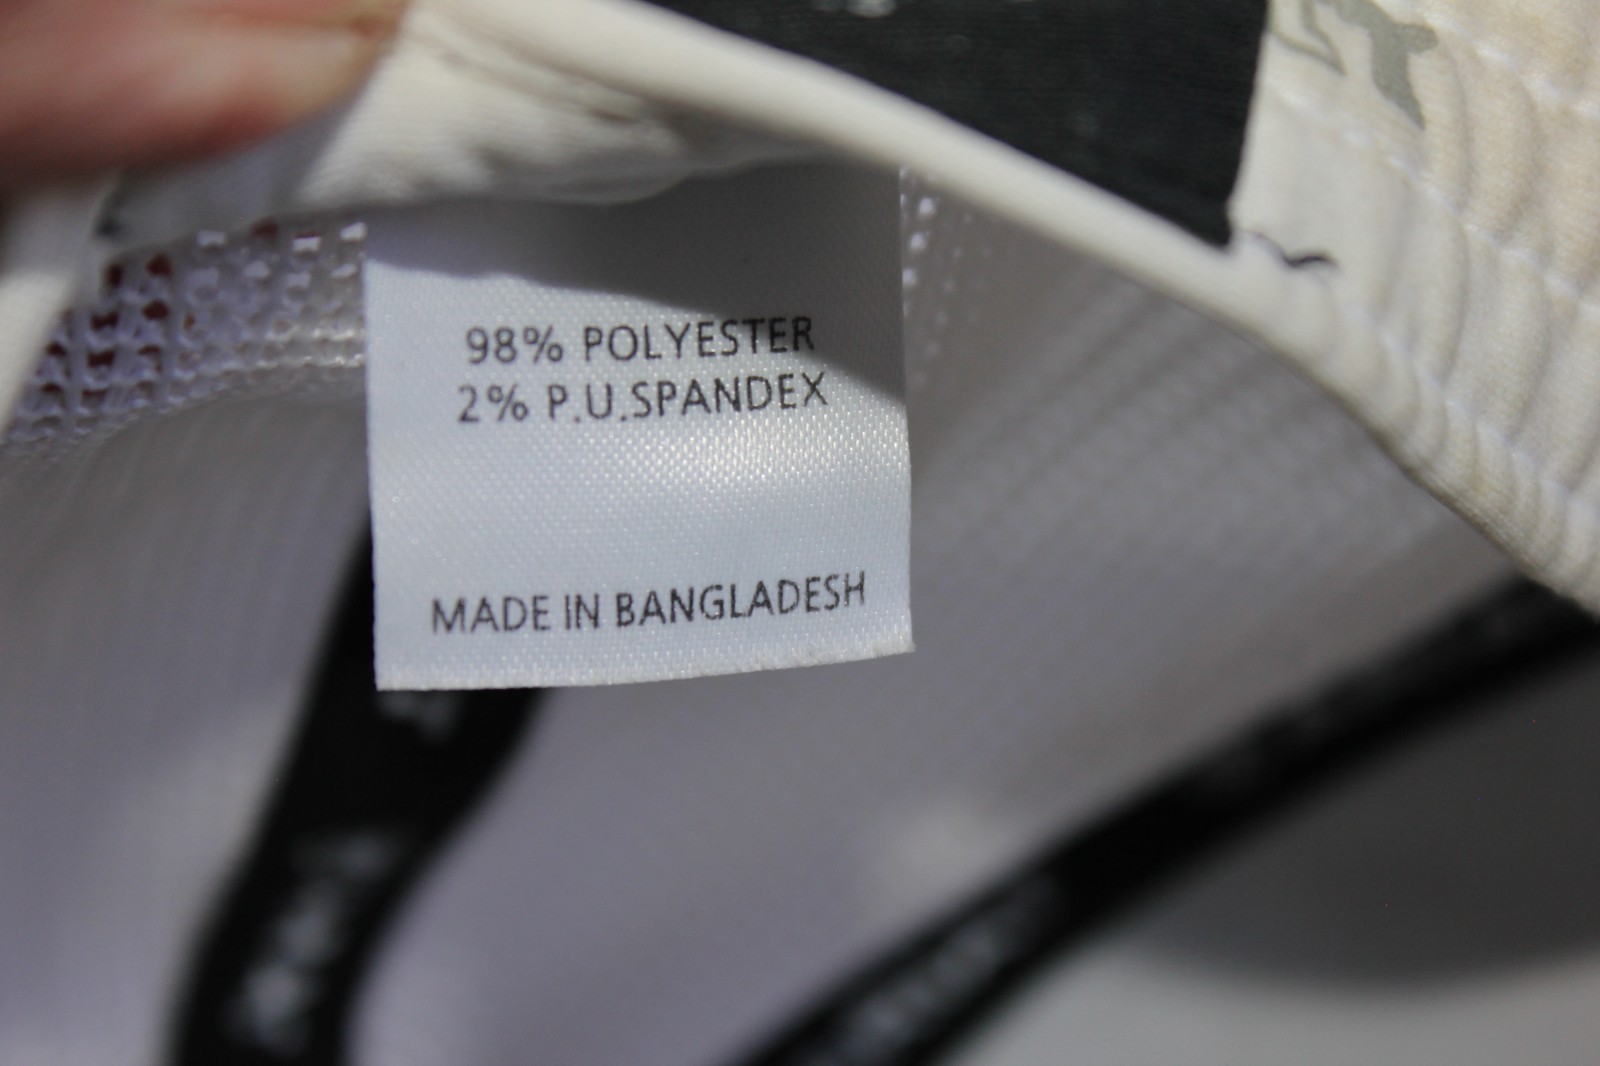 98% POLYESTER
2% P.U.SPANDEX
MADE IN BANGLADESH